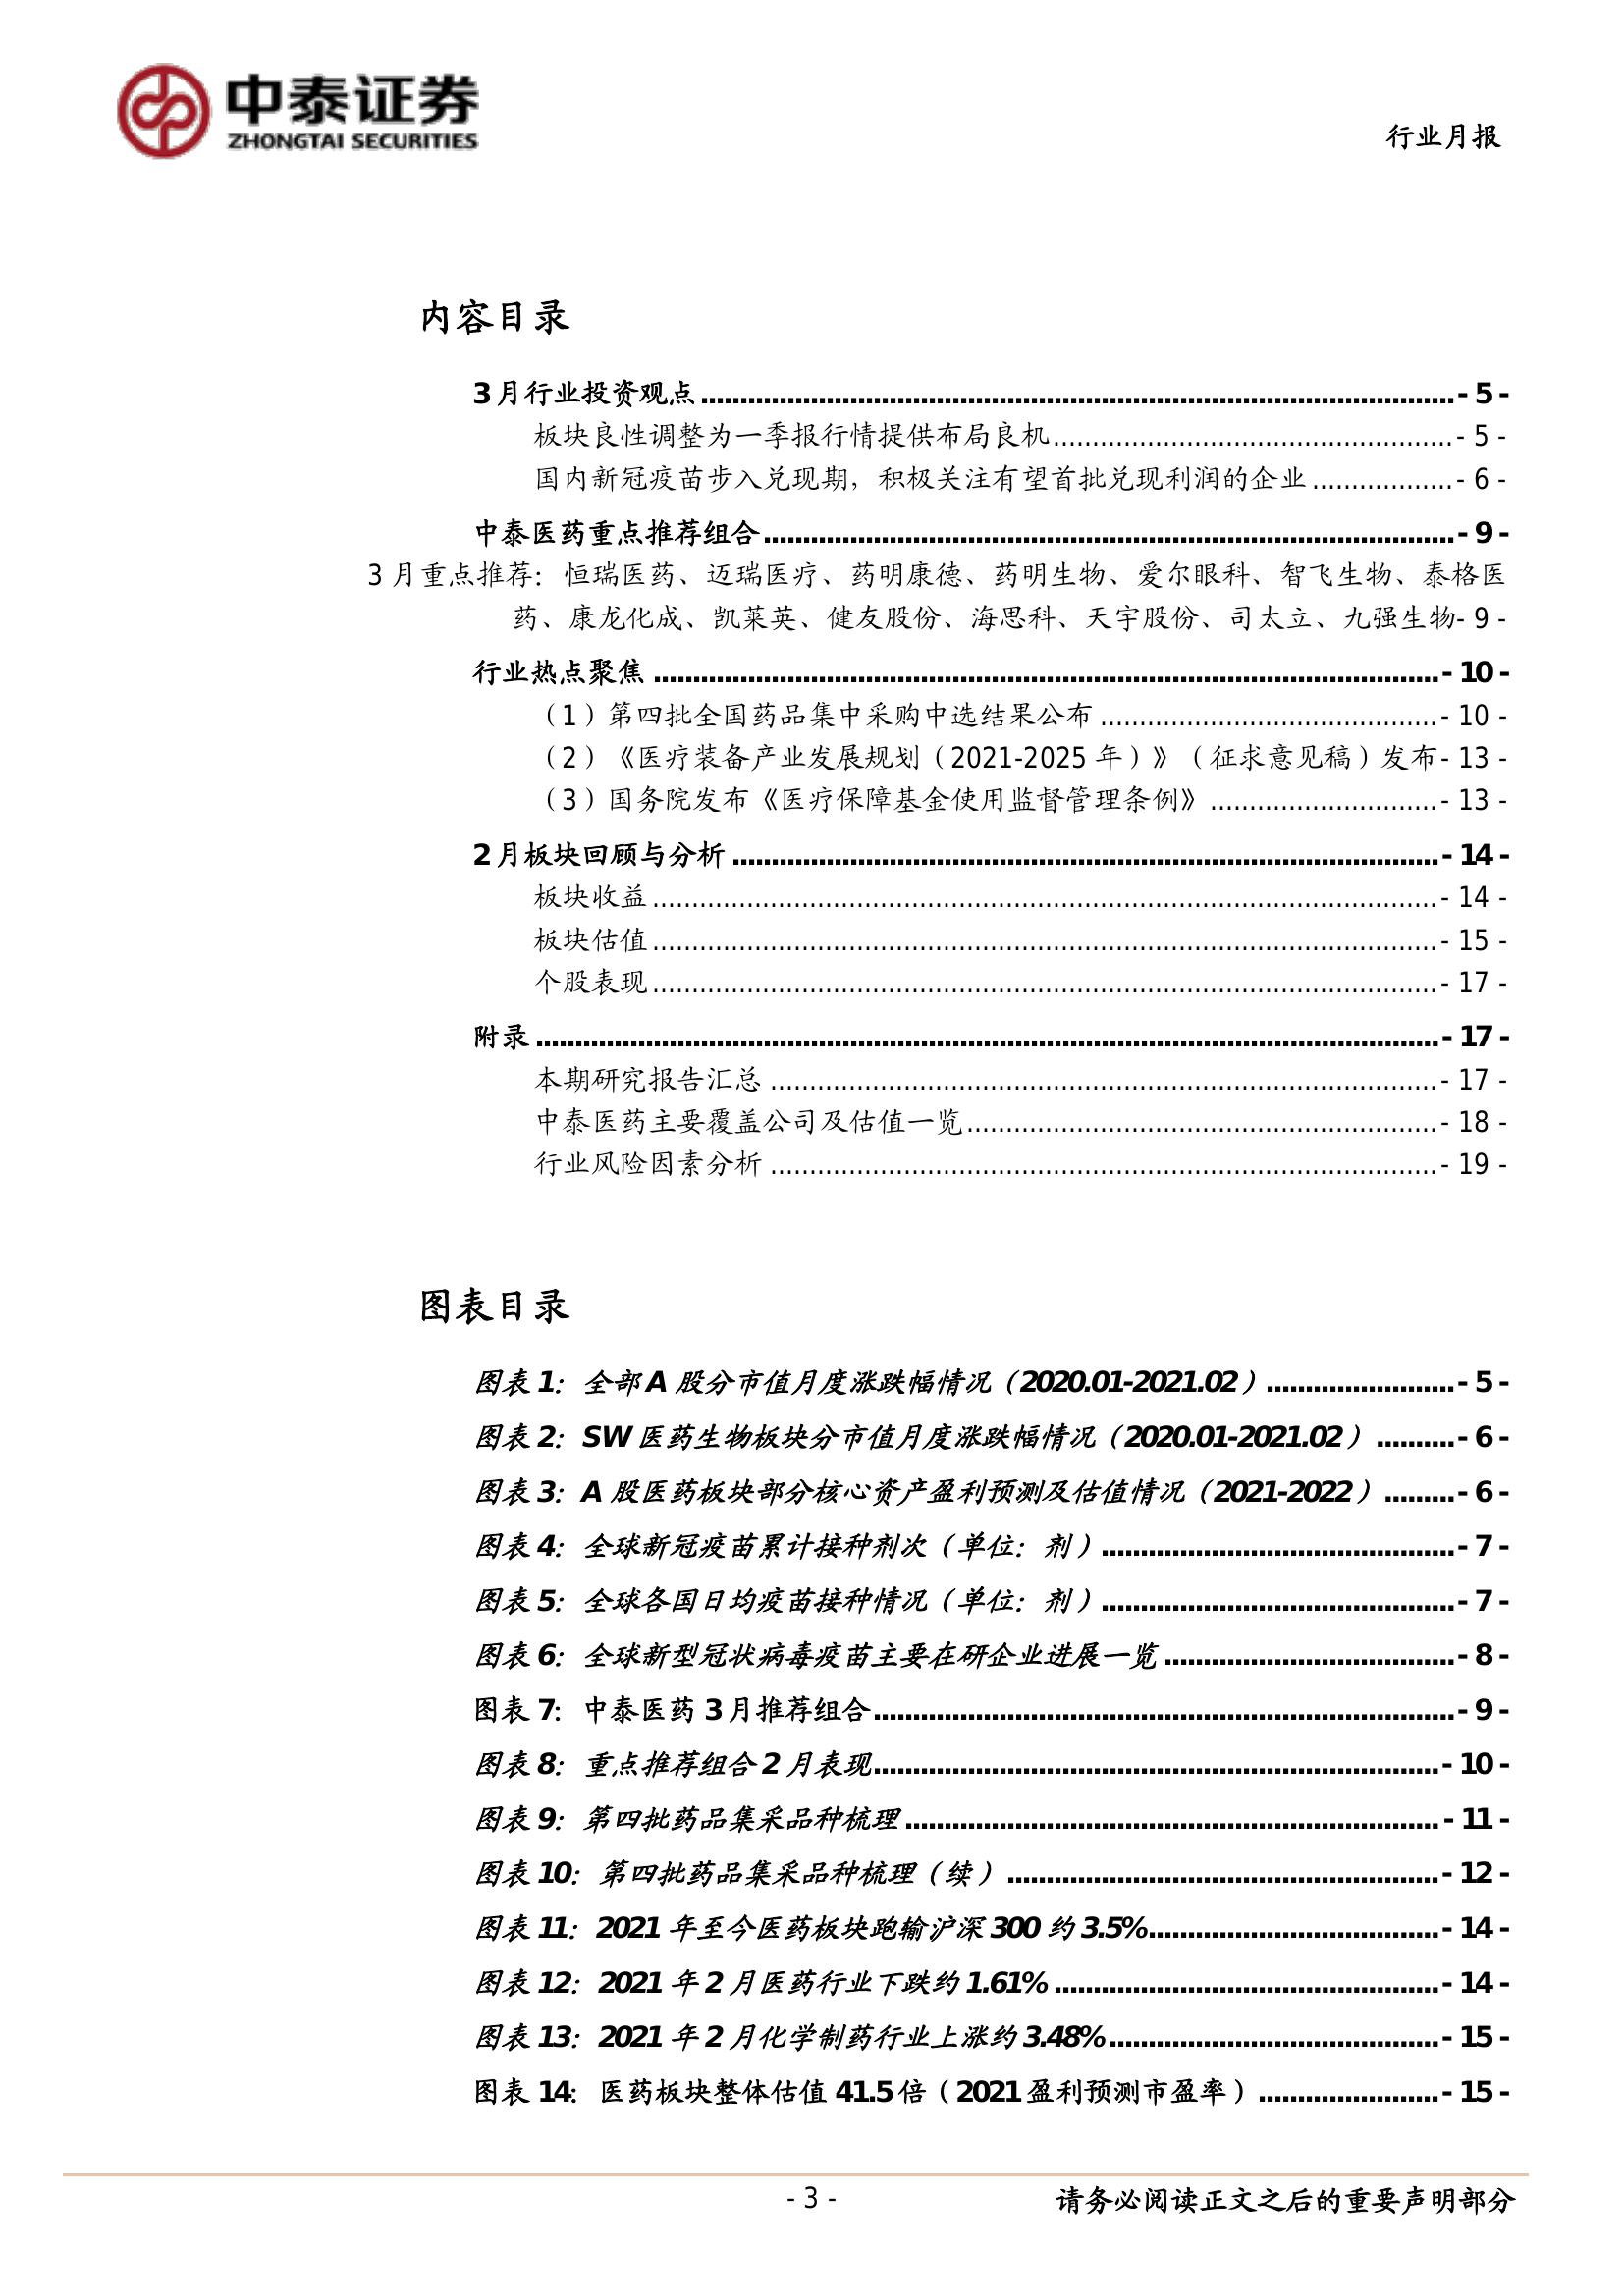 中泰证券
ZHONGTAI SECURITIES
行业月报
内容目录
3月行业投资观点................................................................................................- 5 -
板块良性调整为一季报行情提供布局良机...................................................- 5 -
国内新冠疫苗步入兑现期，积极关注有望首批兑现利润的企业..................- 6 -
中泰医药重点推荐组合........................................................................................- 9 -
3 月重点推荐：恒瑞医药、迈瑞医疗、药明康德、药明生物、爱尔眼科、智飞生物、泰格医
药、康龙化成、凯莱英、健友股份、海思科、天宇股份、司太立、九强生物- 9 -
行业热点聚焦....................................................................................................- 10 -
（1）第四批全国药品集中采购中选结果公布...........................................- 10 -
（2）《医疗装备产业发展规划（2021-2025 年）》（征求意见稿）发布- 13 -
（3）国务院发布《医疗保障基金使用监督管理条例》.............................- 13 -
2月板块回顾与分析..........................................................................................- 14 -
板块收益....................................................................................................- 14 -
板块估值....................................................................................................- 15 -
个股表现....................................................................................................- 17 -
附录...................................................................................................................- 17 -
本期研究报告汇总.....................................................................................- 17 -
中泰医药主要覆盖公司及估值一览............................................................- 18 -
行业风险因素分析.....................................................................................- 19 -
图表目录
图表1：全部A 股分市值月度涨跌幅情况（2020.01-2021.02）........................- 5 -
图表2：SW 医药生物板块分市值月度涨跌幅情况（2020.01-2021.02）..........- 6 -
图表3：A 股医药板块部分核心资产盈利预测及估值情况（2021-2022）.........- 6 -
图表4：全球新冠疫苗累计接种剂次（单位：剂）.............................................- 7 -
图表5：全球各国日均疫苗接种情况（单位：剂）.............................................- 7 -
图表6：全球新型冠状病毒疫苗主要在研企业进展一览.....................................- 8 -
图表7：中泰医药3月推荐组合..........................................................................- 9 -
图表8：重点推荐组合2 月表现........................................................................- 10 -
图表9：第四批药品集采品种梳理....................................................................- 11 -
图表10：第四批药品集采品种梳理（续）.......................................................- 12 -
图表11：2021 年至今医药板块跑输沪深300 约3.5%.....................................- 14 -
图表12：2021 年2 月医药行业下跌约1.61%.................................................- 14 -
图表13：2021 年2 月化学制药行业上涨约3.48%..........................................- 15 -
图表14：医药板块整体估值41.5倍（2021盈利预测市盈率）.......................- 15 -
- 3 -
请务必阅读正文之后的重要声明部分